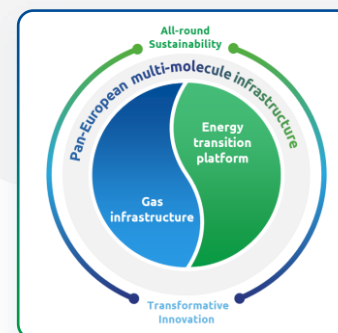 All-round
Sustainability
Pan-European multi-molecule infrastructure
Energy
transition
platform
Gas
infrastructure
Transformative
Innovation